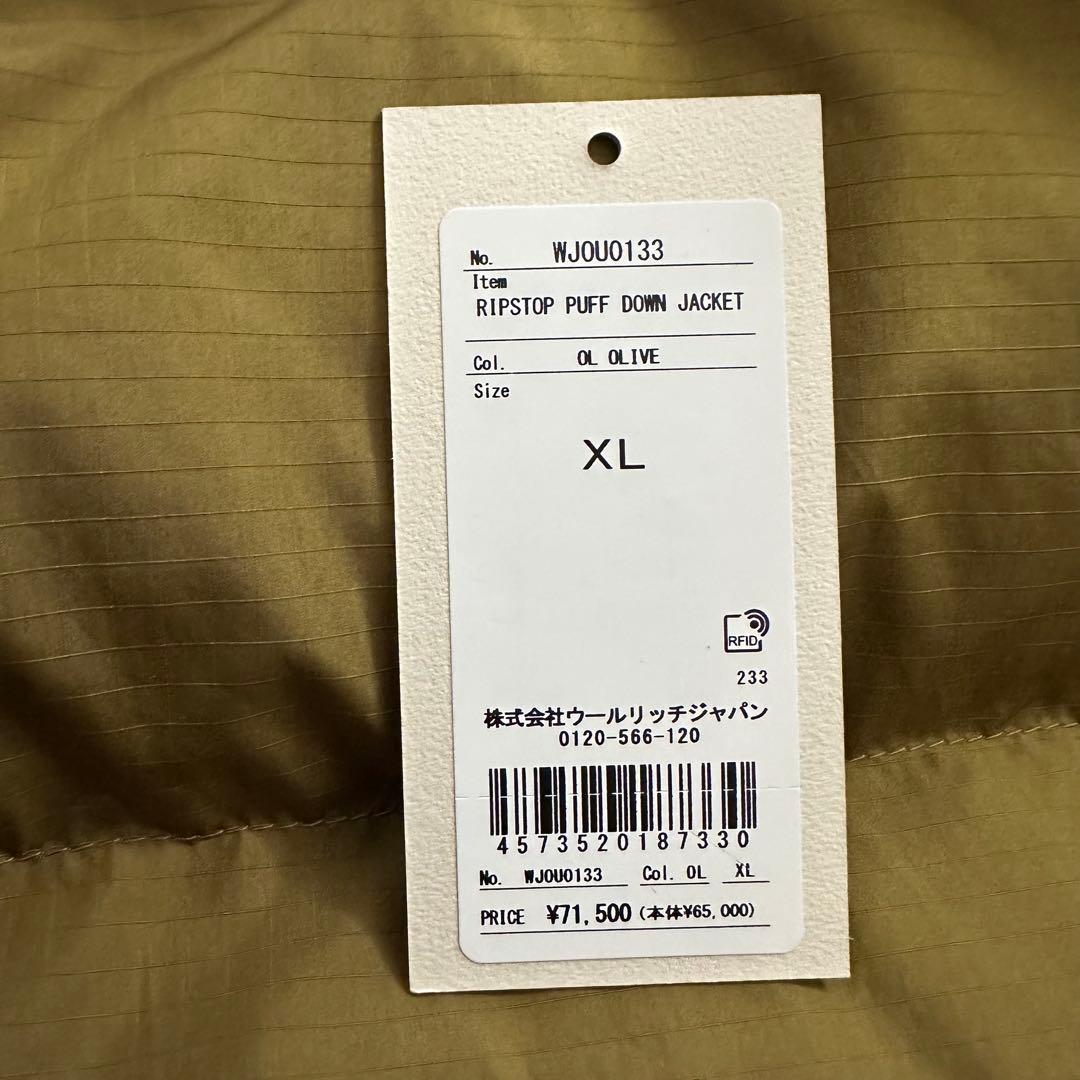 No. WJOU0133
Item
RIPSTOP PUFF DOWN JACKET
Col. OL OLIVE
Size
XL
RFID
233
株式会社ウールリッチジャパン
0120-566-120
4573520187330
No. WJOU0133 Col. OL XL
PRICE ¥71,500 (本体¥65,000)